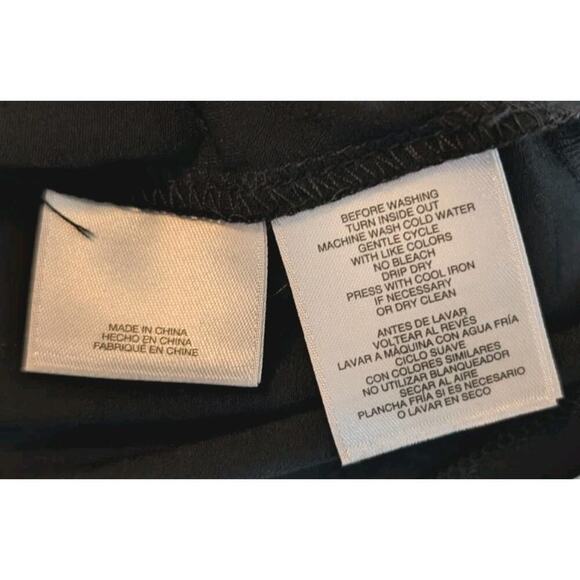 MADE IN CHINA
HECHO EN CHINA
FABRIQUÉ EN CHINE
BEFORE WASHING
TURN INSIDE OUT
MACHINE WASH COLD WATER
GENTLE CYCLE
WITH LIKE COLORS
NO BLEACH
DRIP DRY
PRESS WITH COOL IRON
IF NECESSARY
OR DRY CLEAN
ANTES DE LAVAR
VOLTEAR AL REVÉS
LAVAR A MÁQUINA CON AGUA FRÍA
CICLO SUAVE
CON COLORES SIMILARES
NO UTILIZAR BLANQUEADOR
SECAR AL AIRE
PLANCHA FRÍA SI ES NECESARIO
O LAVAR EN SECO